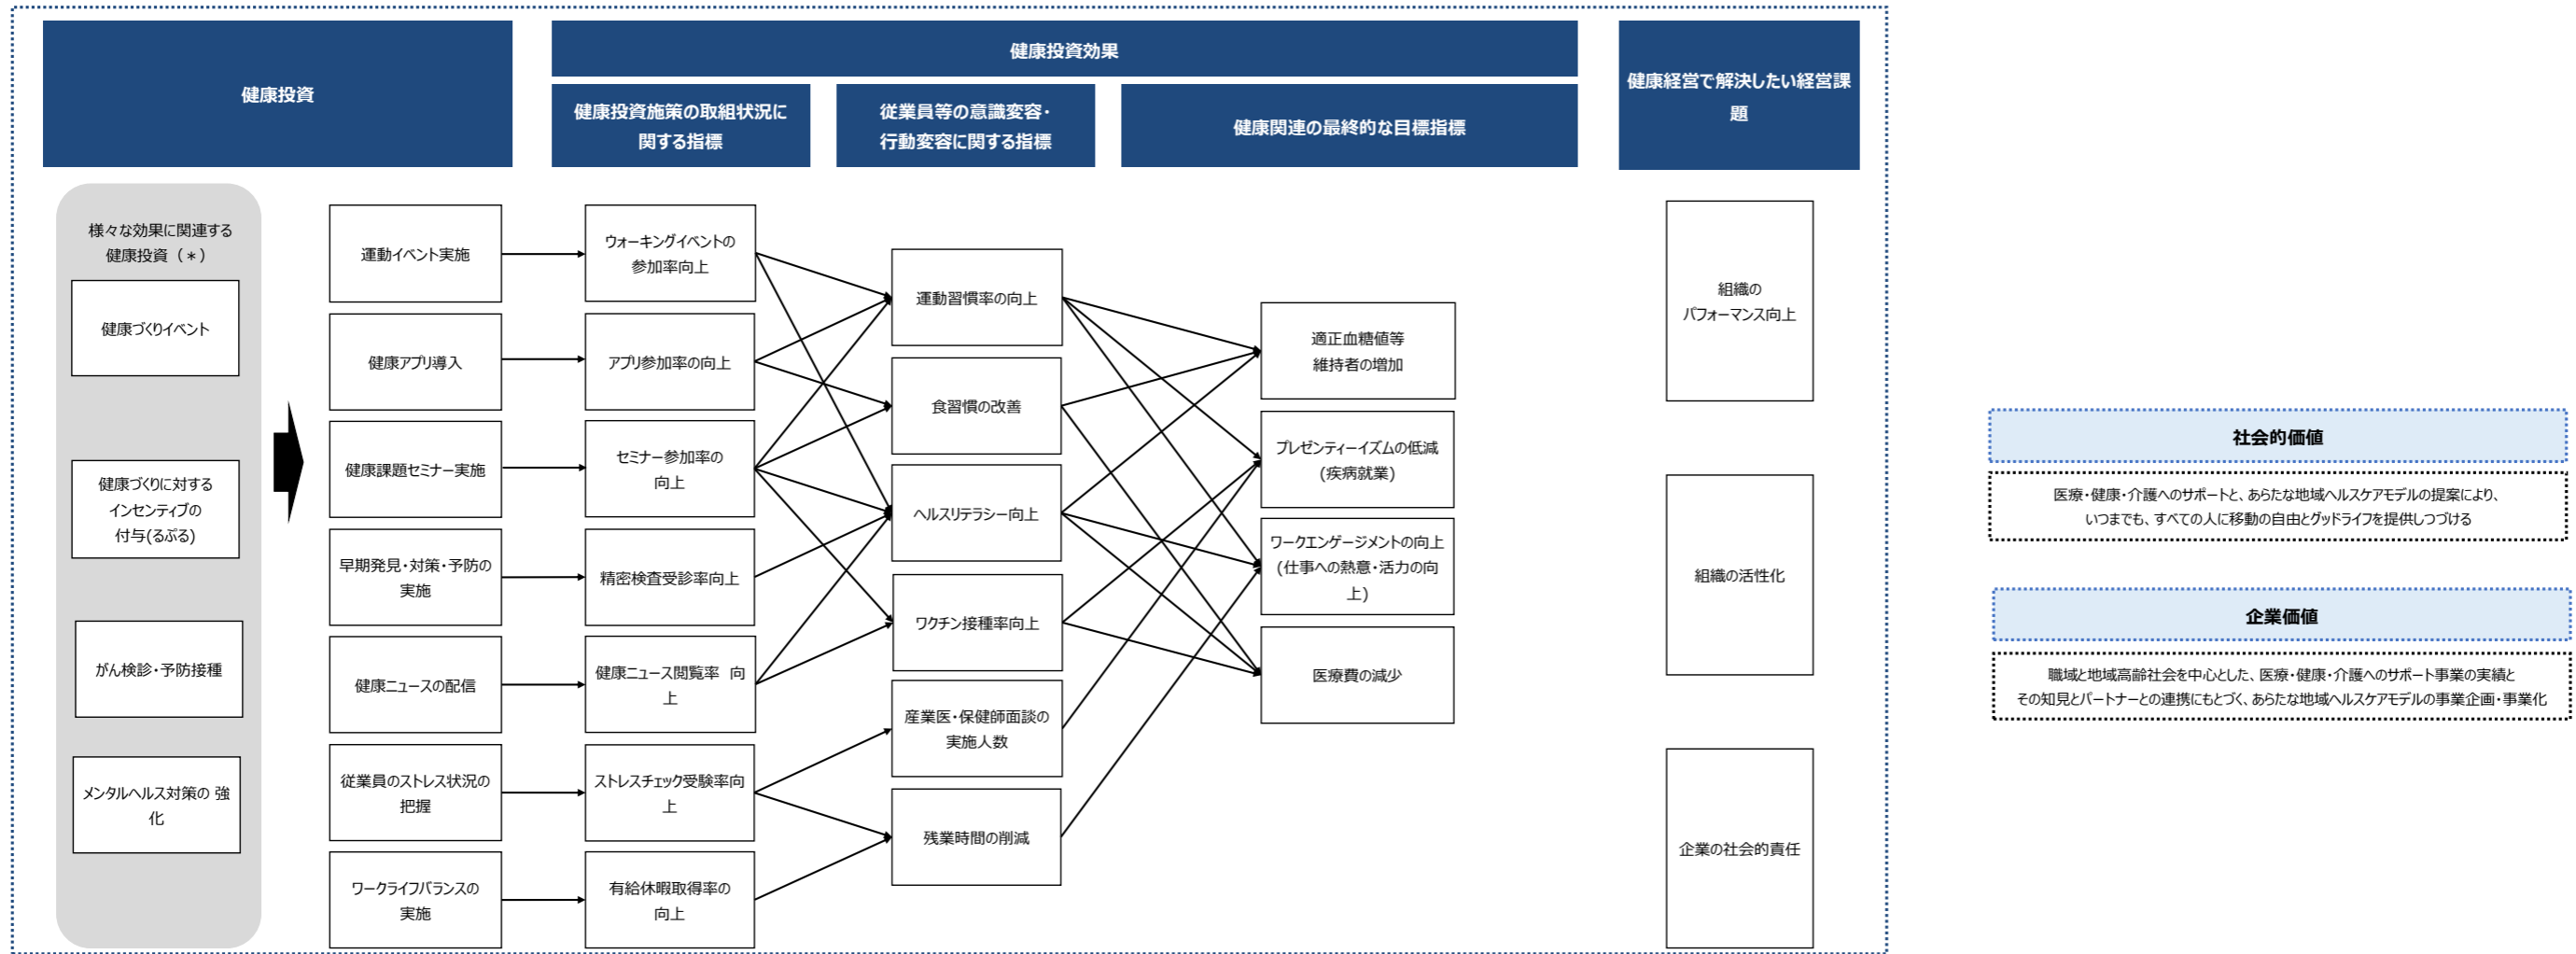 健康投資
健康投資効果
健康経営で解決したい経営課
題
健康投資施策の取組状況に
関する指標
従業員等の意識変容・
行動変容に関する指標
健康関連の最終的な目標指標
様々な効果に関連する
健康投資（＊）
健康づくりイベント
健康づくりに対する
インセンティブの
付与(るぷる)
がん検診・予防接種
メンタルヘルス対策の 強
化
運動イベント実施
健康アプリ導入
健康課題セミナー実施
早期発見・対策・予防の
実施
健康ニュースの配信
従業員のストレス状況の
把握
ワークライフバランスの
実施
ウォーキングイベントの
参加率向上
アプリ参加率の向上
セミナー参加率の
向上
精密検査受診率向上
健康ニュース閲覧率 向
上
ストレスチェック受験率向
上
有給休暇取得率の
向上
運動習慣率の向上
食習慣の改善
ヘルスリテラシー向上
ワクチン接種率向上
産業医・保健師面談の
実施人数
残業時間の削減
適正血糖値等
維持者の増加
プレゼンティーイズムの低減
(疾病就業)
ワークエンゲージメントの向上
(仕事への熱意・活力の向
上)
医療費の減少
組織の
パフォーマンス向上
組織の活性化
企業の社会的責任
社会的価値
医療・健康・介護へのサポートと、あらたな地域ヘルスケアモデルの提案により、
いつまでも、すべての人に移動の自由とグッドライフを提供しつづける
企業価値
職域と地域高齢社会を中心とした、医療・健康・介護へのサポート事業の実績と
その知見とパートナーとの連携にもとづく、あらたな地域ヘルスケアモデルの事業企画・事業化